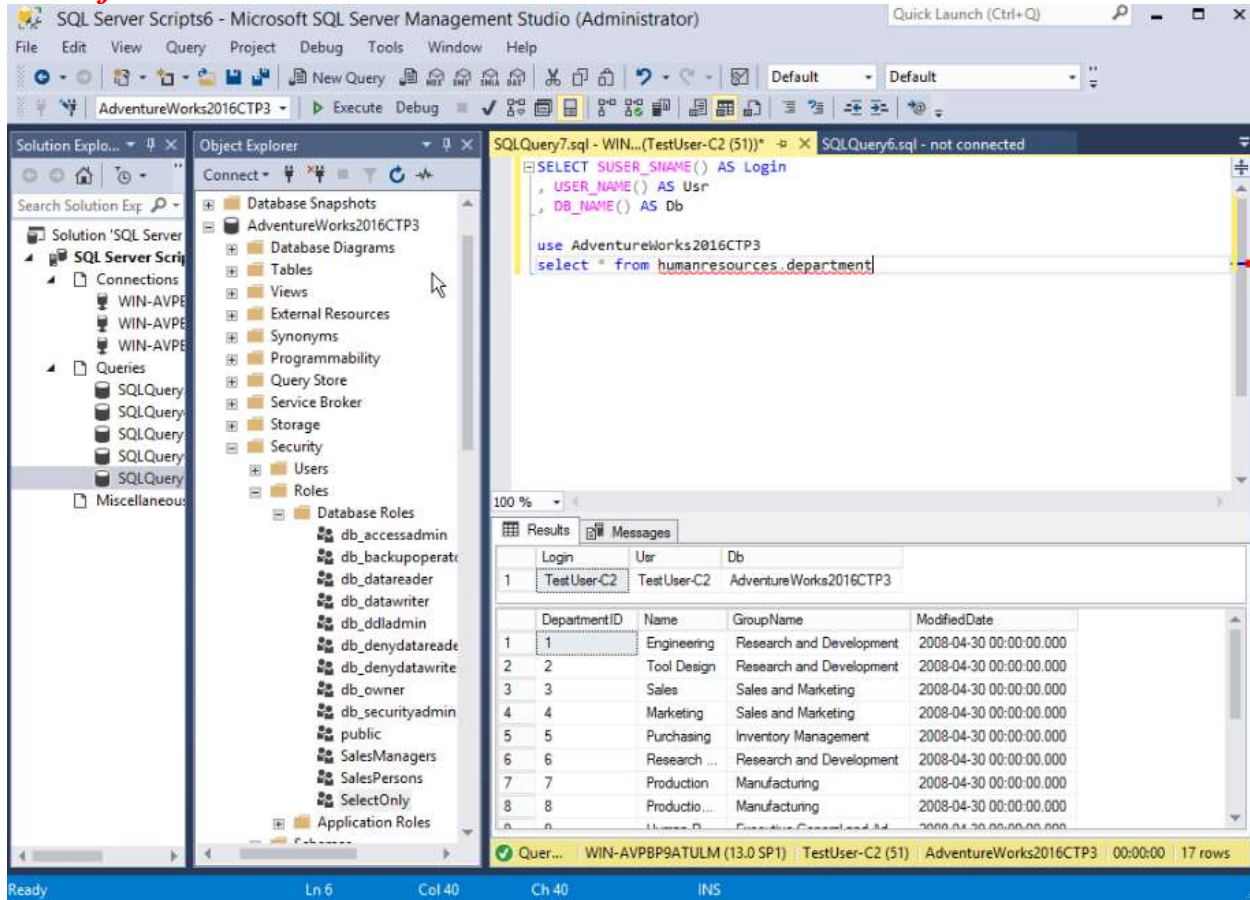 SQL Server Scripts6 - Microsoft SQL Server Management Studio (Administrator)
Quick Launch (Ctrl+Q)
File Edit View Query Project Debug Tools Window Help
New Query
Default
Default
AdventureWorks2016CTP3
Execute Debug
Solution Explo...
Search Solution Exp
Solution 'SQL Server
SQL Server Scrip
Connections
WIN-AVPE
WIN-AVPE
WIN-AVPE
Queries
SQLQuery
SQLQuery
SQLQuery
SQLQuery
SQLQuery
Miscellaneous
Object Explorer
Connect
Database Snapshots
AdventureWorks2016CTP3
Database Diagrams
Tables
Views
External Resources
Synonyms
Programmability
Query Store
Service Broker
Storage
Security
Users
Roles
Database Roles
db_accessadmin
db_backupoperato
db_datareader
db_datawriter
db_ddladmin
db_denydatareade
db_denydatawrite
db_owner
db_securityadmin
public
SalesManagers
SalesPersons
SelectOnly
Application Roles
SQLQuery7.sql - WIN...(TestUser-C2 (51))*
SQLQuery6.sql - not connected
SELECT SUSER_SNAME() AS Login
, USER_NAME() AS Usr
, DB_NAME() AS Db
use AdventureWorks2016CTP3
select * from humanresources.department
100 %
Results Messages
Login Usr Db
1 TestUser-C2 TestUser-C2 AdventureWorks2016CTP3
DepartmentID Name GroupName ModifiedDate
1 1 Engineering Research and Development 2008-04-30 00:00:00.000
2 2 Tool Design Research and Development 2008-04-30 00:00:00.000
3 3 Sales Sales and Marketing 2008-04-30 00:00:00.000
4 4 Marketing Sales and Marketing 2008-04-30 00:00:00.000
5 5 Purchasing Inventory Management 2008-04-30 00:00:00.000
6 6 Research ... Research and Development 2008-04-30 00:00:00.000
7 7 Production Manufacturing 2008-04-30 00:00:00.000
8 8 Productio... Manufacturing 2008-04-30 00:00:00.000
Quer... WIN-AVPBP9ATULM (13.0 SP1) TestUser-C2 (51) AdventureWorks2016CTP3 00:00:00 17 rows
Ready Ln 6 Col 40 Ch 40 INS